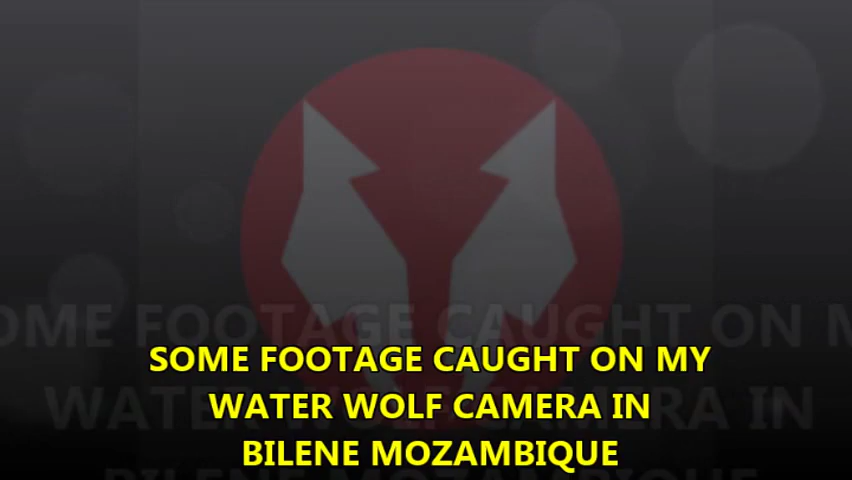 SOME FOOTAGE CAUGHT ON MY
WATER WOLF CAMERA IN
BILENE MOZAMBIQUE